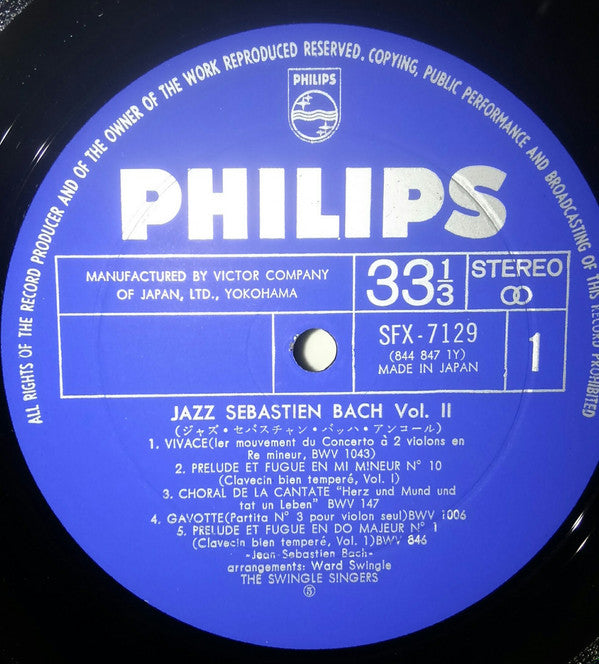 ALL RIGHTS OF THE RECORD PRODUCER AND OF THE OWNER OF THE WORK REPRODUCED RESERVED. COPYING, PUBLIC PERFORMANCE AND BROADCASTING OF THIS RECORD PROHIBITED
PHILIPS
PHILIPS
MANUFACTURED BY VICTOR COMPANY
OF JAPAN, LTD., YOKOHAMA
33 1/3
STEREO
SFX-7129
(844 847 1Y)
MADE IN JAPAN
1
JAZZ SEBASTIEN BACH Vol. II
(ジャズ・セバスチャン・バッハ・アンコール)
1. VIVACE(Ier mouvement du Concerto à 2 violons en
Re mineur, BWV 1043)
2. PRELUDE ET FUGUE EN MI MINEUR N° 10
(Clavecin bien temperé, Vol. I)
3. CHORAL DE LA CANTATE "Herz und Mund und
tat un Leben" BWV 147
4. GAVOTTE(Partita N° 3 pour violon seul)BWV 1006
5. PRELUDE ET FUGUE EN DO MAJEUR N° 1
(Clavecin bien temperé, Vol. 1)BWV 846
-Jean Sebastien Bach-
arrangements: Ward Swingle
THE SWINGLE SINGERS